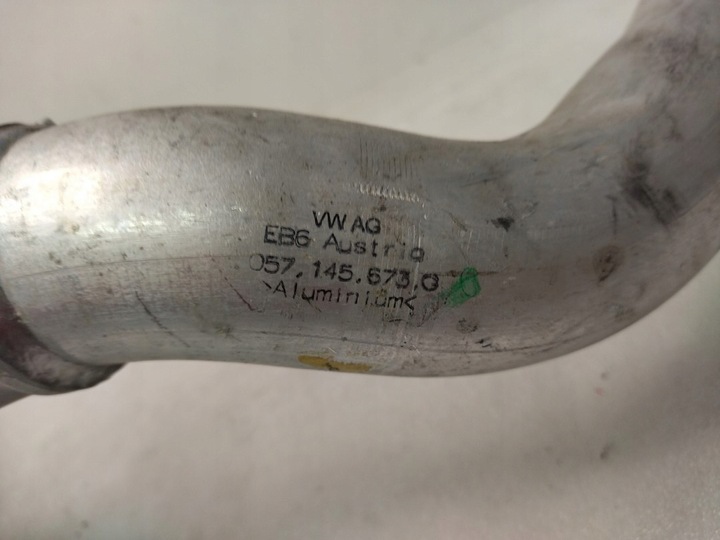 VW AG
EB6 Austria
057.145.673.G
>Aluminium<